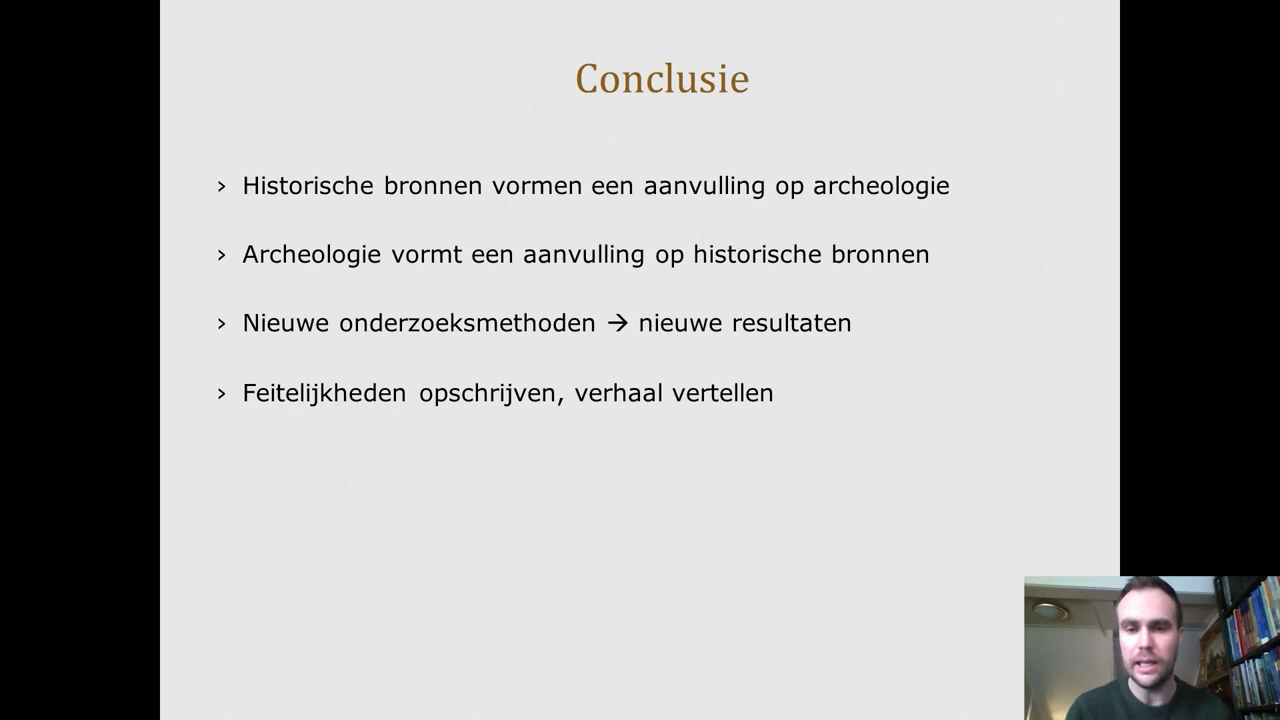 Conclusie
› Historische bronnen vormen een aanvulling op archeologie
› Archeologie vormt een aanvulling op historische bronnen
› Nieuwe onderzoeksmethoden → nieuwe resultaten
› Feitelijkheden opschrijven, verhaal vertellen